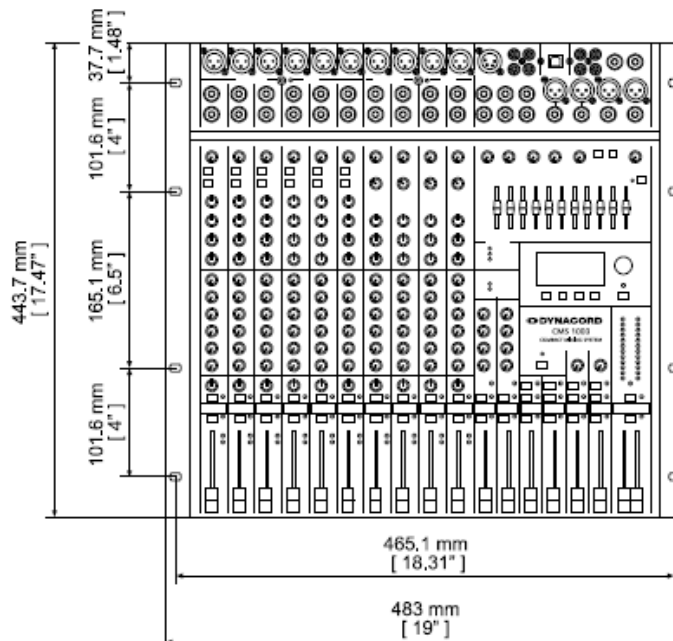 37.7 mm
[ 1.48" ]
101.6 mm
[ 4" ]
443.7 mm
[ 17.47" ]
165.1 mm
[ 6.5" ]
101.6 mm
[ 4" ]
DYNACORD
CMS 1000
465.1 mm
[ 18.31" ]
483 mm
[ 19" ]